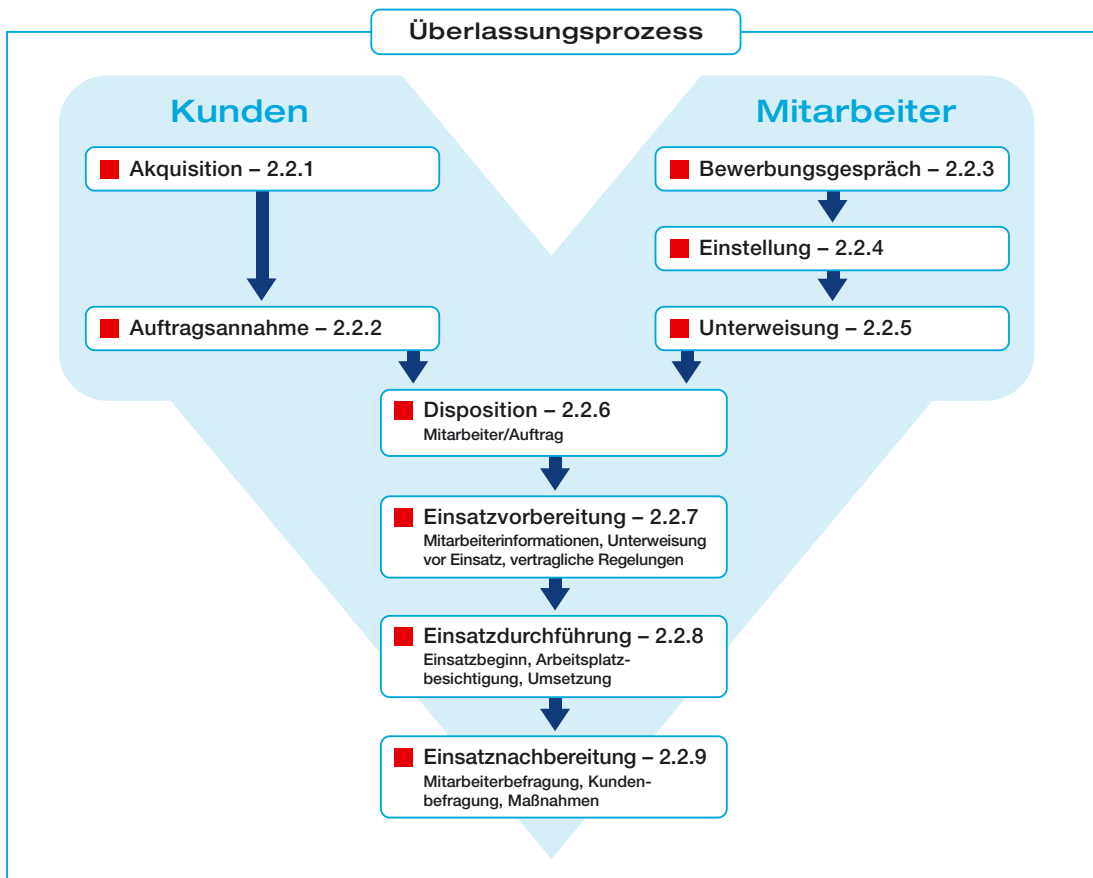 Überlassungsprozess
Kunden
Akquisition – 2.2.1
Auftragsannahme – 2.2.2
Mitarbeiter
Bewerbungsgespräch – 2.2.3
Einstellung – 2.2.4
Unterweisung – 2.2.5
Disposition – 2.2.6
Mitarbeiter/Auftrag
Einsatzvorbereitung – 2.2.7
Mitarbeiterinformationen, Unterweisung
vor Einsatz, vertragliche Regelungen
Einsatzdurchführung – 2.2.8
Einsatzbeginn, Arbeitsplatz-
besichtigung, Umsetzung
Einsatznachbereitung – 2.2.9
Mitarbeiterbefragung, Kunden-
befragung, Maßnahmen